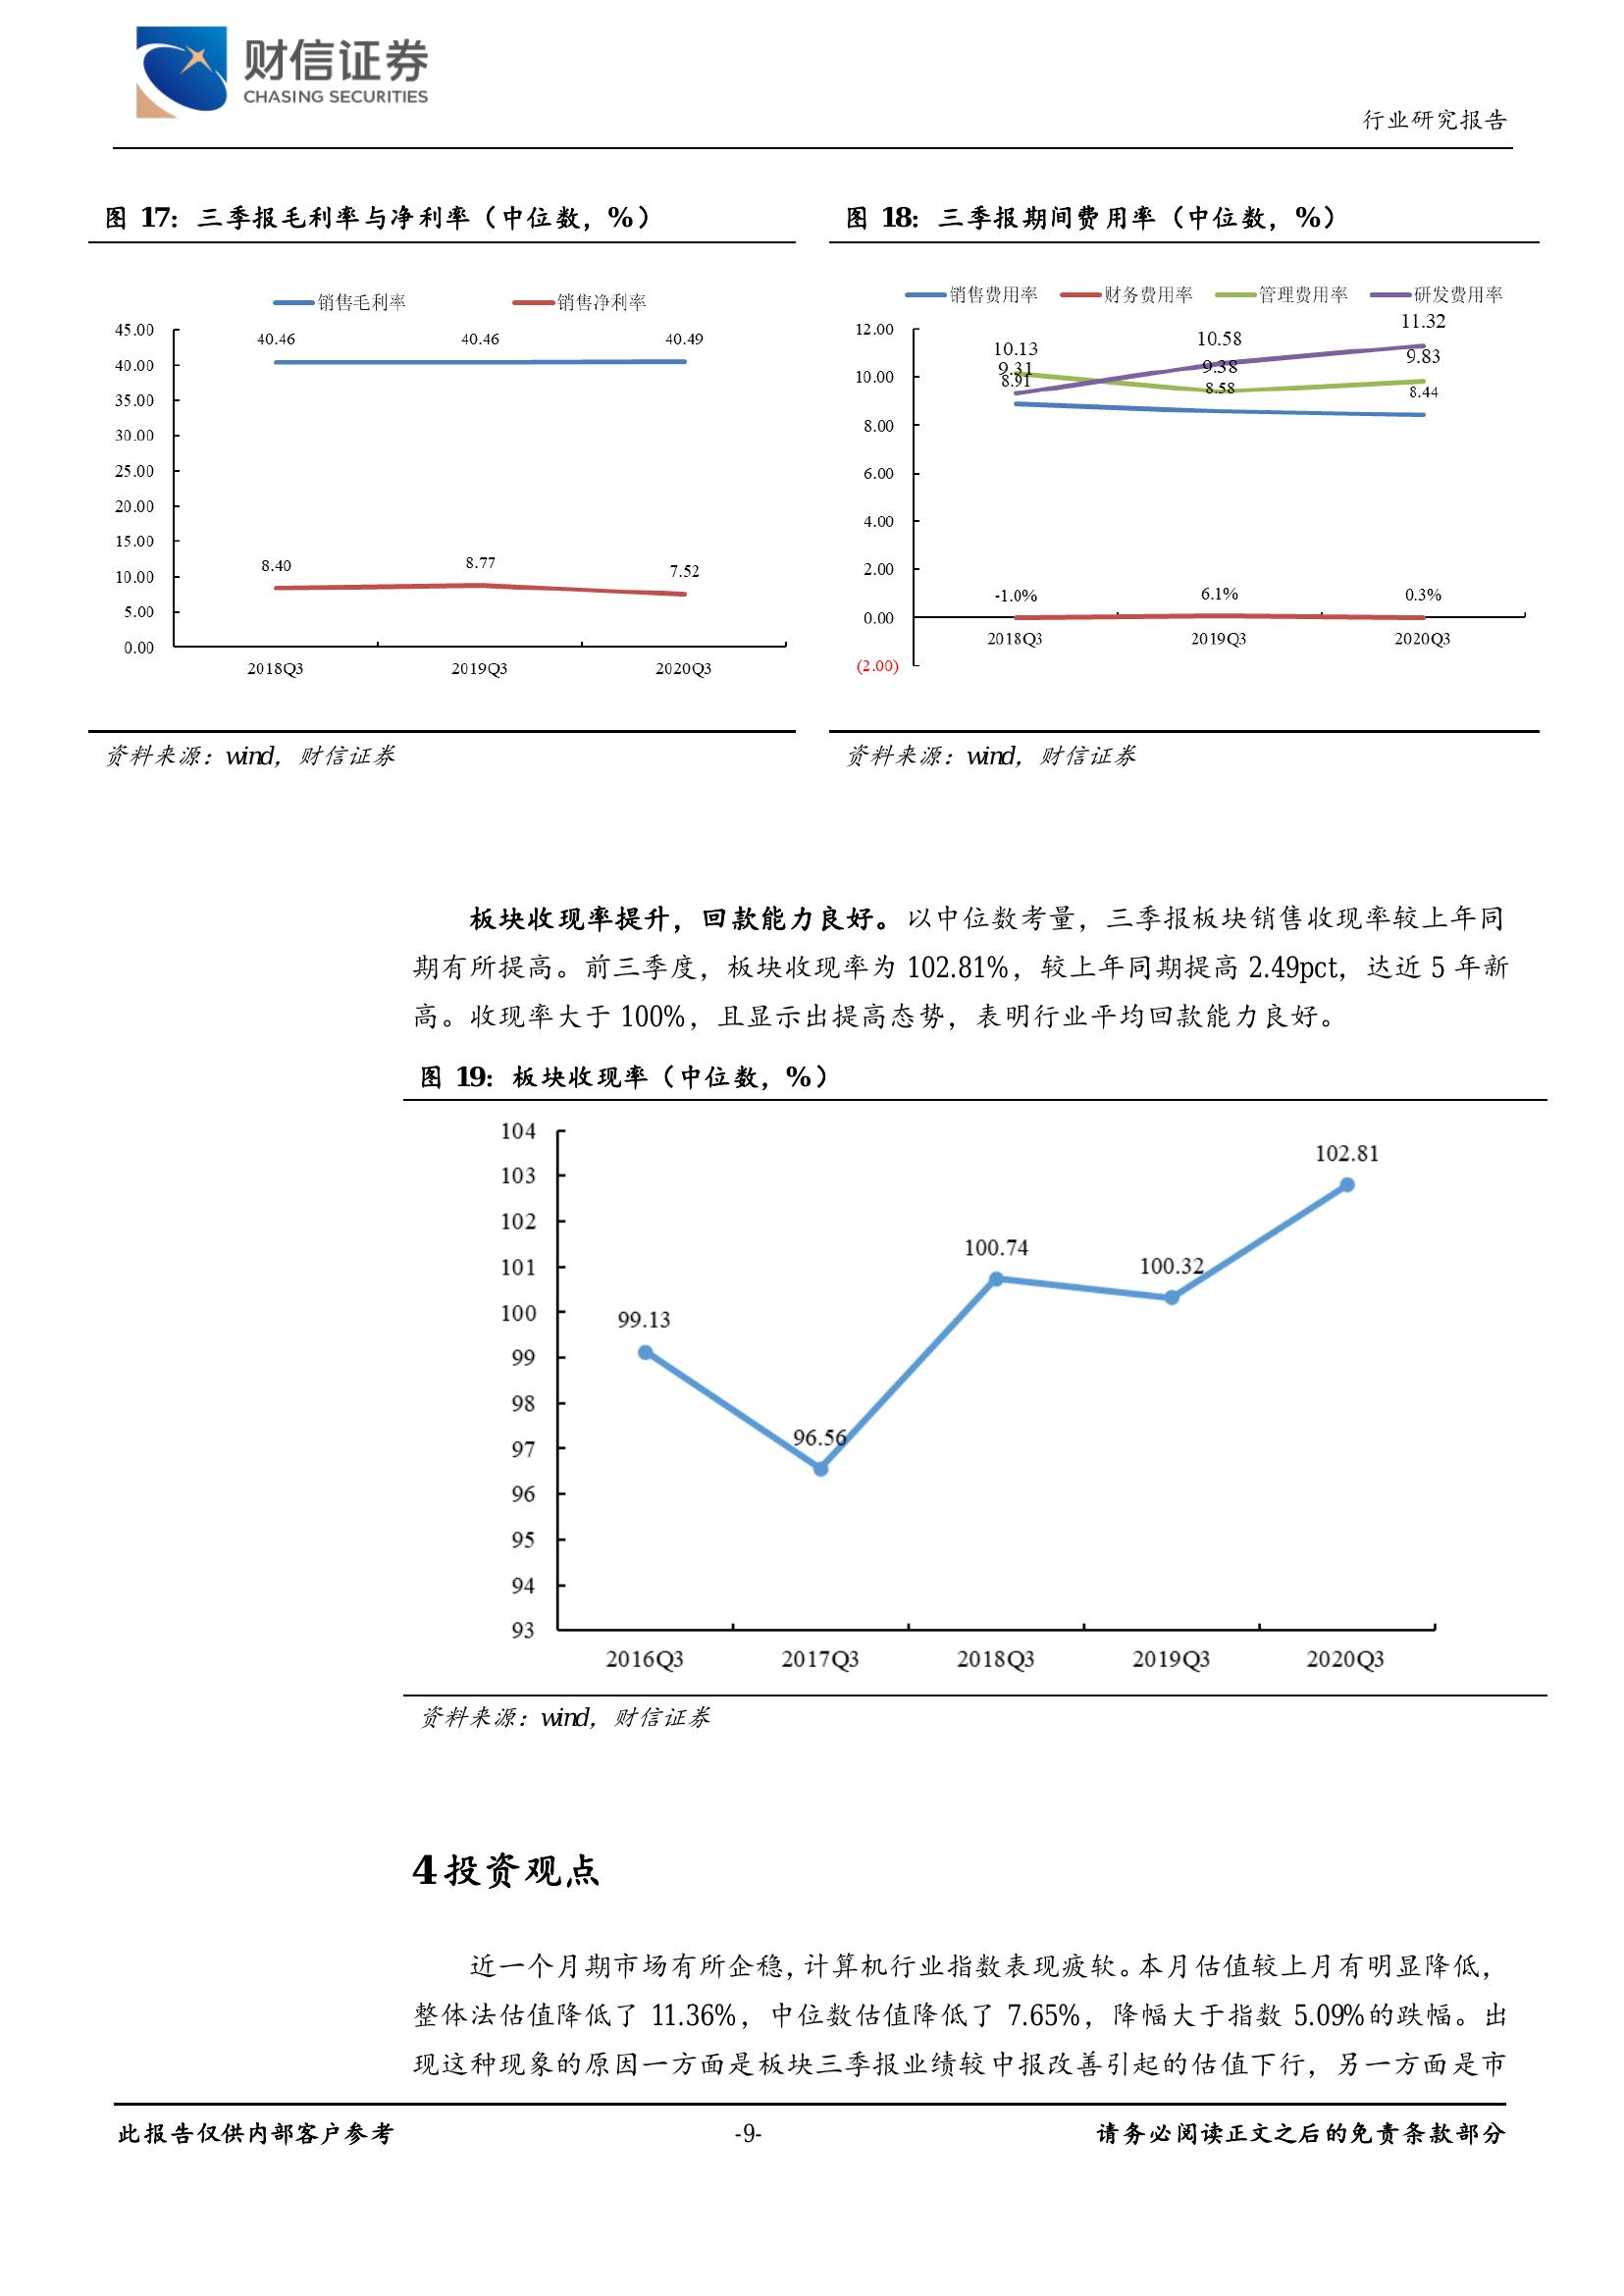 财信证券
CHASING SECURITIES
行业研究报告
图 17：三季报毛利率与净利率（中位数，%）
销售毛利率 销售净利率
45.00
40.00
35.00
30.00
25.00
20.00
15.00
10.00
5.00
0.00
40.46 40.46 40.49
8.40 8.77 7.52
2018Q3 2019Q3 2020Q3
资料来源：wind，财信证券
图 18：三季报期间费用率（中位数，%）
销售费用率 财务费用率 管理费用率 研发费用率
12.00
10.00
8.00
6.00
4.00
2.00
0.00
(2.00)
10.13 10.58 11.32
9.31 9.38 9.83
8.91 8.58 8.44
-1.0% 6.1% 0.3%
2018Q3 2019Q3 2020Q3
资料来源：wind，财信证券
板块收现率提升，回款能力良好。以中位数考量，三季报板块销售收现率较上年同
期有所提高。前三季度，板块收现率为 102.81%，较上年同期提高 2.49pct，达近 5 年新
高。收现率大于 100%，且显示出提高态势，表明行业平均回款能力良好。
图 19：板块收现率（中位数，%）
104
103
102
101
100
99
98
97
96
95
94
93
99.13
96.56
100.74
100.32
102.81
2016Q3 2017Q3 2018Q3 2019Q3 2020Q3
资料来源：wind，财信证券
4 投资观点
近一个月期市场有所企稳，计算机行业指数表现疲软。本月估值较上月有明显降低，
整体法估值降低了 11.36%，中位数估值降低了 7.65%，降幅大于指数 5.09%的跌幅。出
现这种现象的原因一方面是板块三季报业绩较中报改善引起的估值下行，另一方面是市
此报告仅供内部客户参考 -9- 请务必阅读正文之后的免责条款部分